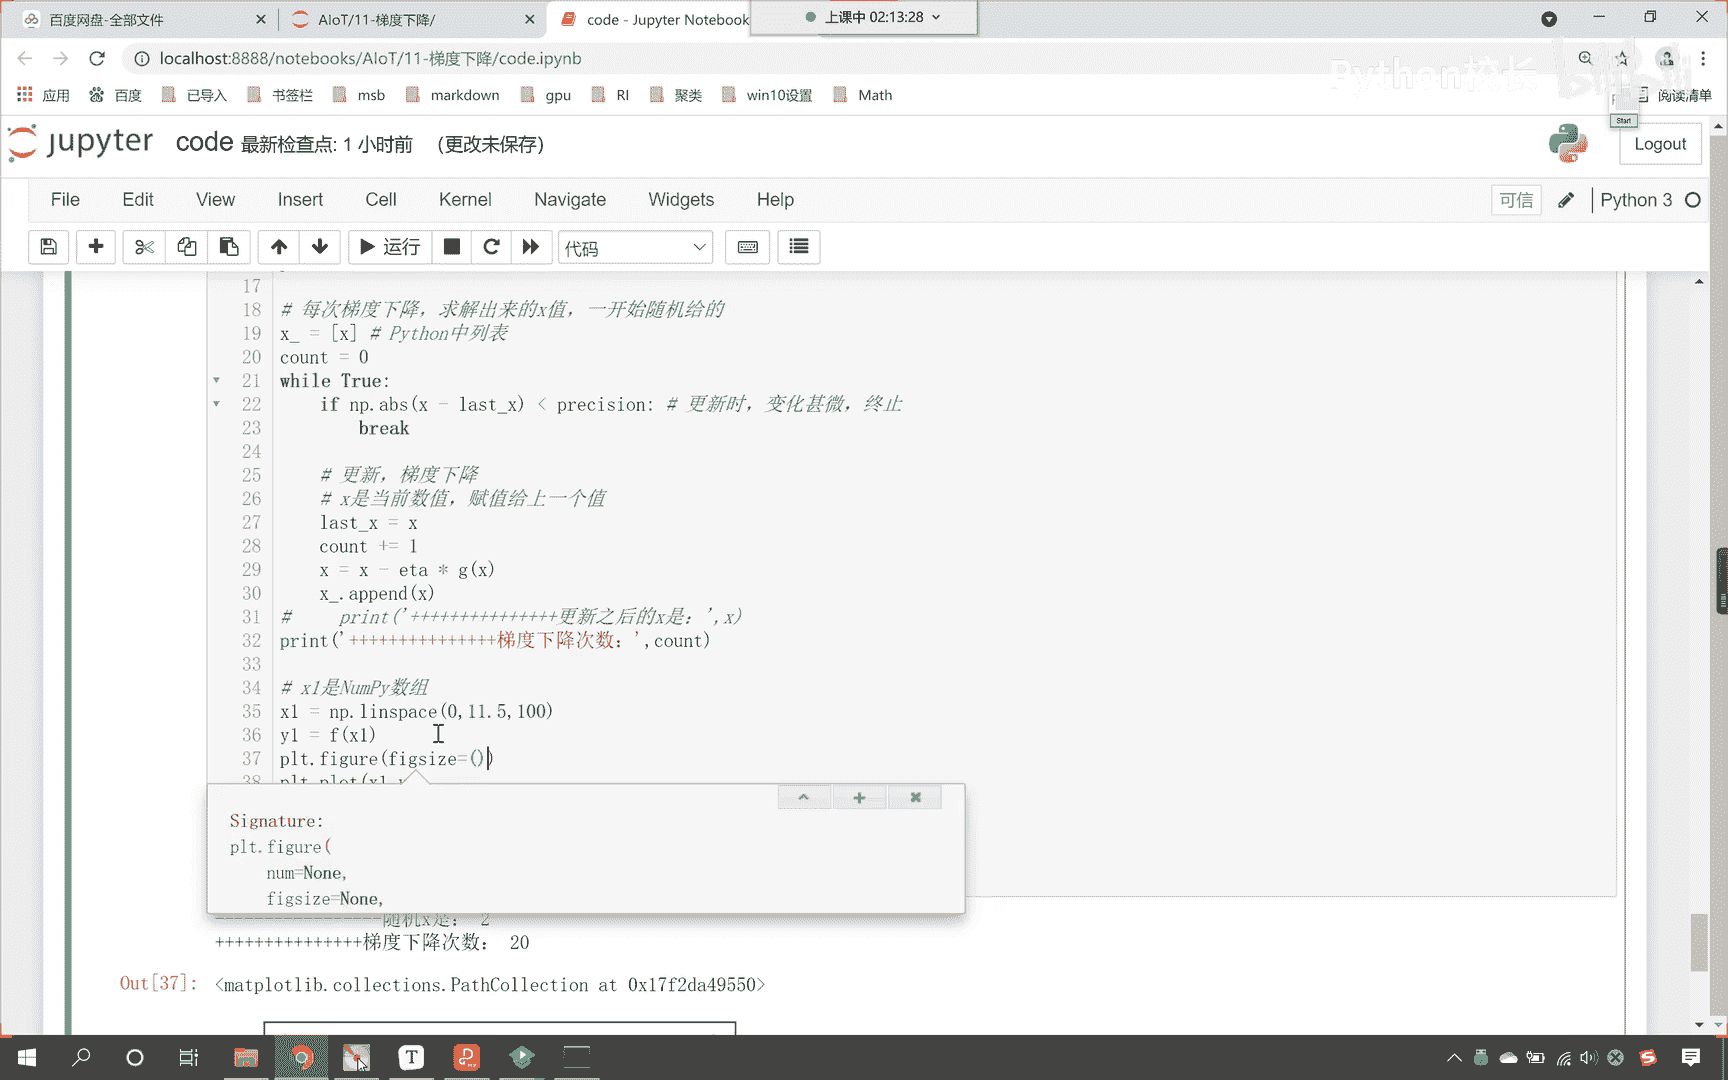 百度网盘-全部文件
AIoT/11-梯度下降/
code - Jupyter Notebook
上课中 02:13:28
localhost:8888/notebooks/AIoT/11-梯度下降/code.ipynb
Python校长
应用
百度
已导入
书签栏
msb
markdown
gpu
RI
聚类
win10设置
Math
阅读清单
Start
jupyter code 最新检查点: 1 小时前 (更改未保存)
Logout
File Edit View Insert Cell Kernel Navigate Widgets Help
可信
Python 3
运行
代码
17
18 # 每次梯度下降，求解出来的x值，一开始随机给的
19 x_ = [x] # Python中列表
20 count = 0
21 while True:
22 if np.abs(x - last_x) < precision: # 更新时，变化甚微，终止
23 break
24
25 # 更新，梯度下降
26 # x是当前数值，赋值给上一个值
27 last_x = x
28 count += 1
29 x = x - eta * g(x)
30 x_.append(x)
31 # print('+++++++++++++++更新之后的x是：',x)
32 print('+++++++++++++++梯度下降次数：',count)
33
34 # x1是NumPy数组
35 x1 = np.linspace(0,11.5,100)
36 y1 = f(x1)
37 plt.figure(figsize=())
38 plt.plot(x1,
Signature:
plt.figure(
num=None,
figsize=None,
-----------------随机x是： 2
+++++++++++++++梯度下降次数： 20
Out[37]: <matplotlib.collections.PathCollection at 0x17f2da49550>